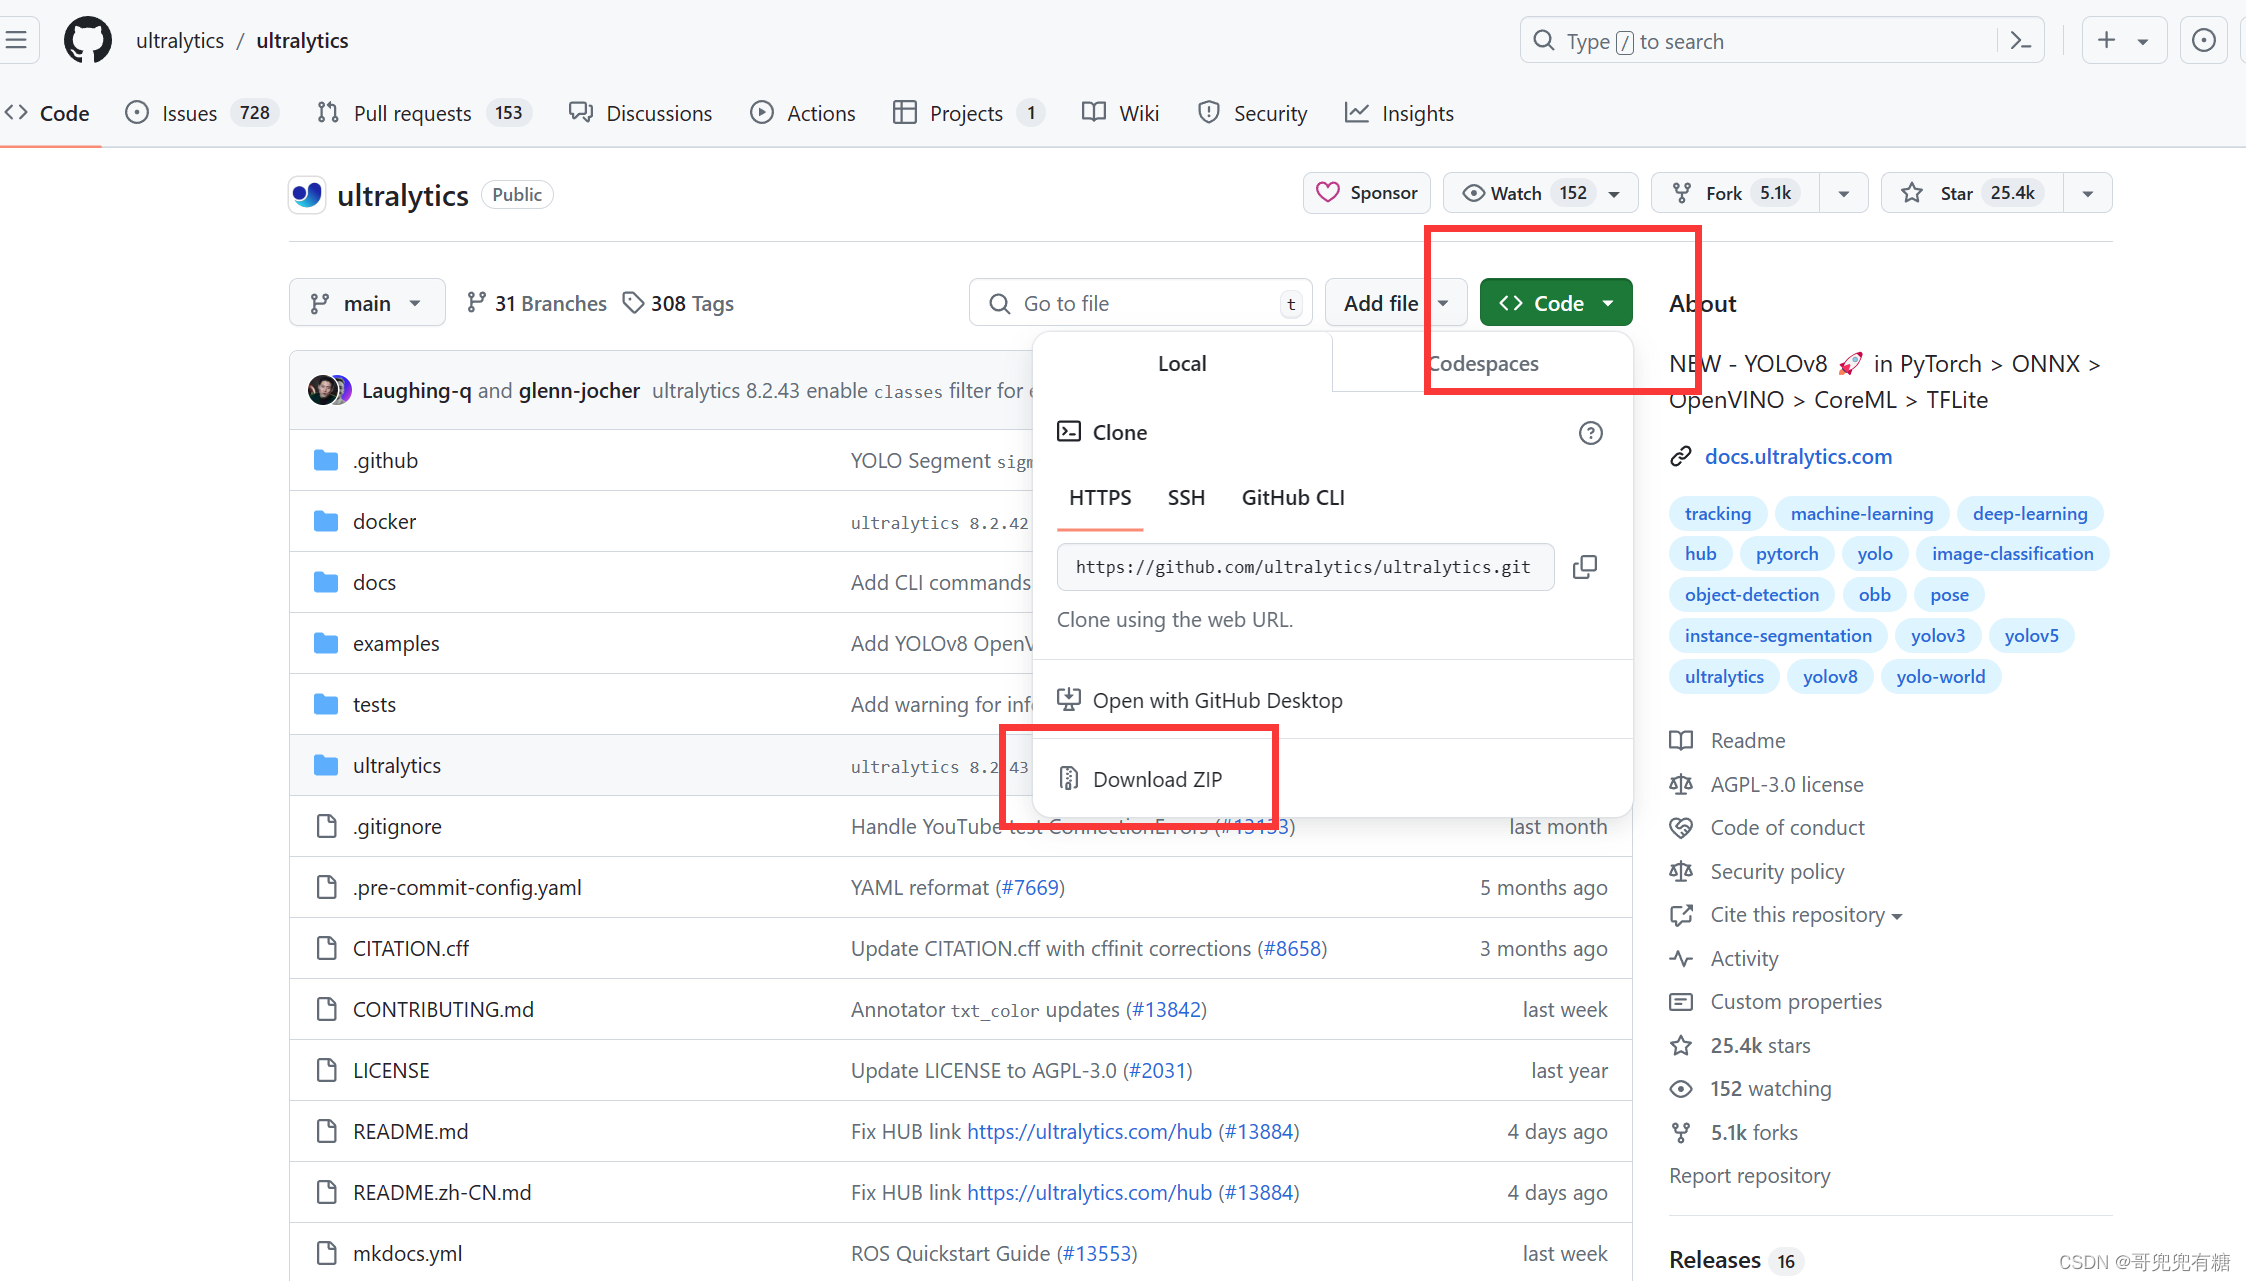 ultralytics / ultralytics
Type / to search
Code Issues 728 Pull requests 153 Discussions Actions Projects 1 Wiki Security Insights
ultralytics Public
Sponsor Watch 152 Fork 5.1k Star 25.4k
main 31 Branches 308 Tags
Go to file t
Add file
Code
Laughing-q and glenn-jocher ultralytics 8.2.43 enable classes filter for
.github YOLO Segment
docker ultralytics 8.2.42
docs Add CLI commands
examples Add YOLOv8
tests Add warning for
ultralytics ultralytics 8.2.43
.gitignore Handle YouTube test ConnectionErrors (#13133) last month
.pre-commit-config.yaml YAML reformat (#7669) 5 months ago
CITATION.cff Update CITATION.cff with cffinit corrections (#8658) 3 months ago
CONTRIBUTING.md Annotator txt_color updates (#13842) last week
LICENSE Update LICENSE to AGPL-3.0 (#2031) last year
README.md Fix HUB link https://ultralytics.com/hub (#13884) 4 days ago
README.zh-CN.md Fix HUB link https://ultralytics.com/hub (#13884) 4 days ago
mkdocs.yml ROS Quickstart Guide (#13553) last week
Local Codespaces
Clone
HTTPS SSH GitHub CLI
https://github.com/ultralytics/ultralytics.git
Clone using the web URL.
Open with GitHub Desktop
Download ZIP
About
NEW - YOLOv8 🚀 in PyTorch > ONNX >
OpenVINO > CoreML > TFLite
docs.ultralytics.com
tracking machine-learning deep-learning
hub pytorch yolo image-classification
object-detection obb pose
instance-segmentation yolov3 yolov5
ultralytics yolov8 yolo-world
Readme
AGPL-3.0 license
Code of conduct
Security policy
Cite this repository
Activity
Custom properties
25.4k stars
152 watching
5.1k forks
Report repository
Releases 16
CSDN @哥兜兜有糖